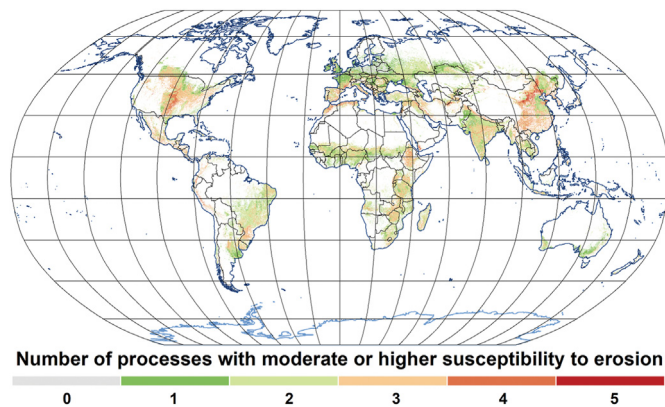 Number of processes with moderate or higher susceptibility to erosion
0 1 2 3 4 5